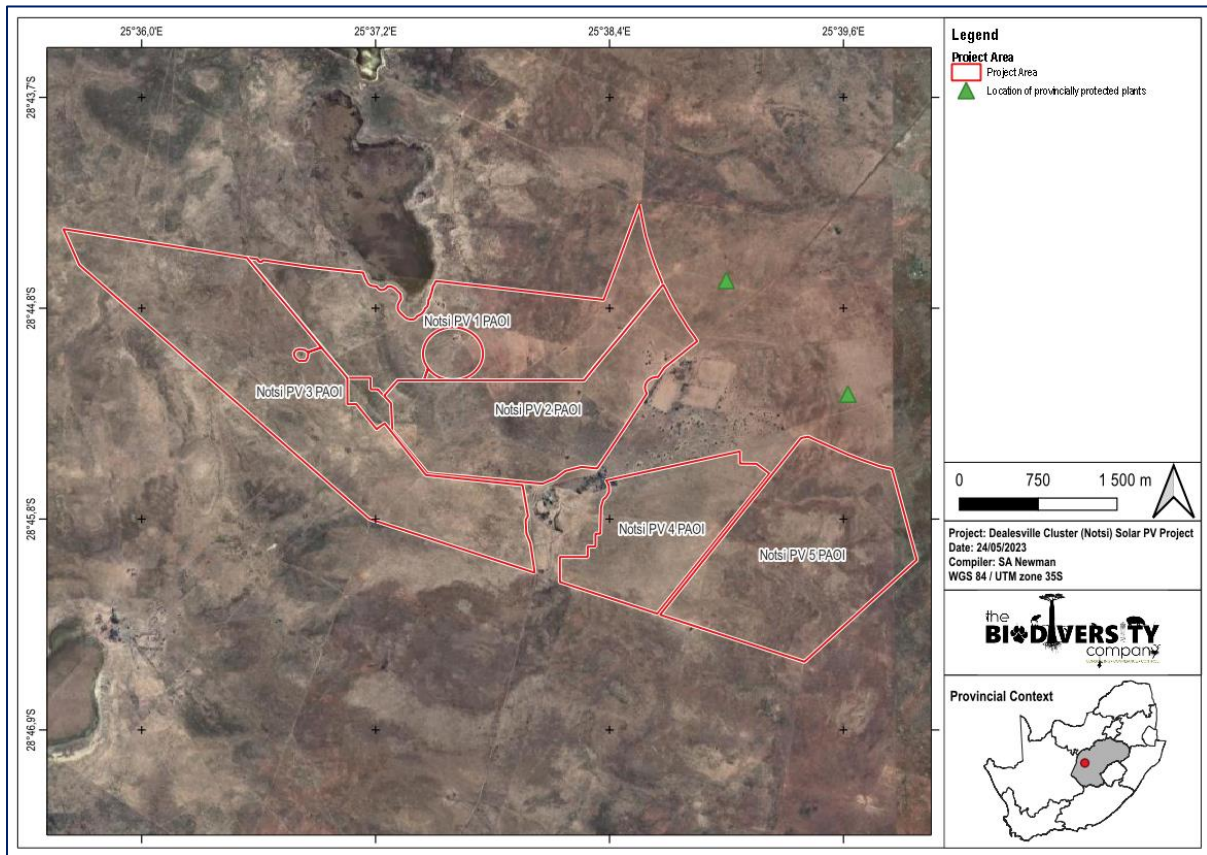 25°36,0'E 25°37,2'E 25°38,4'E 25°39,6'E
28°43,7'S
28°44,8'S
28°45,8'S
28°46,9'S
Notsi PV 1 PAOI
Notsi PV 3 PAOI
Notsi PV 2 PAOI
Notsi PV 4 PAOI
Notsi PV 5 PAOI
Legend
Project Area
Project Area
Location of provincially protected plants
0 750 1 500 m
Project: Dealesville Cluster (Notsi) Solar PV Project
Date: 24/05/2023
Compiler: SA Newman
WGS 84 / UTM zone 35S
the
BIODIVERSITY
company
Provincial Context